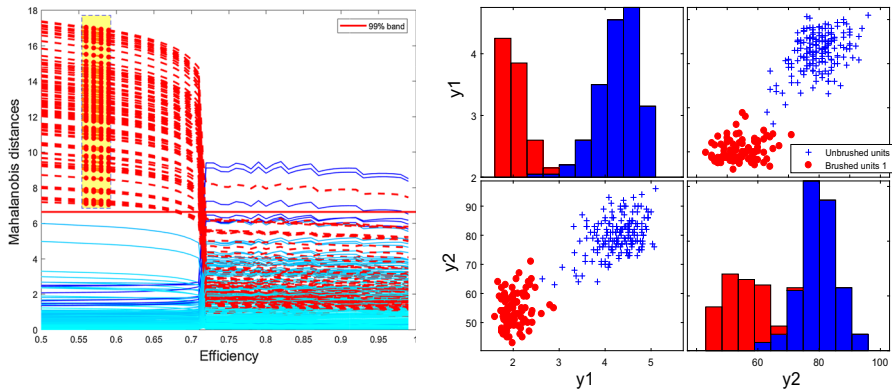 18
16
14
12
10
8
6
4
2
0
Mahalanobis distances
99% band
0.5 0.55 0.6 0.65 0.7 0.75 0.8 0.85 0.9 0.95 1
Efficiency
y1
4
3
2
Unbrushed units
Brushed units 1
y2
90
80
70
60
50
2 3 4 5
y1
60 80 100
y2